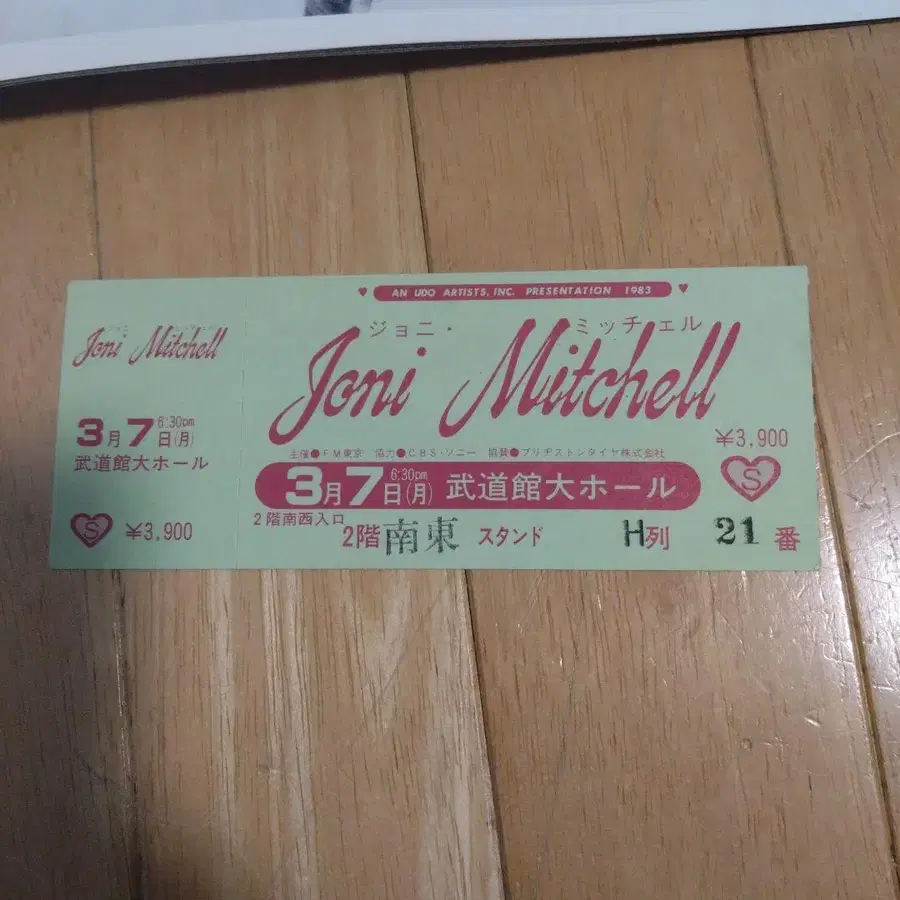 Joni Mitchell
3月7日(月) 6:30pm
武道館大ホール
S ¥3,900
AN UDO ARTISTS, INC. PRESENTATION 1983
ジョニ・ミッチェル
Joni Mitchell
¥3,900
主催●FM東京 協力●CBS・ソニー 協賛●ブリヂストンタイヤ株式会社
3月7日(月) 6:30pm 武道館大ホール
S
2階南西入口
2階南東 スタンド H列 21番